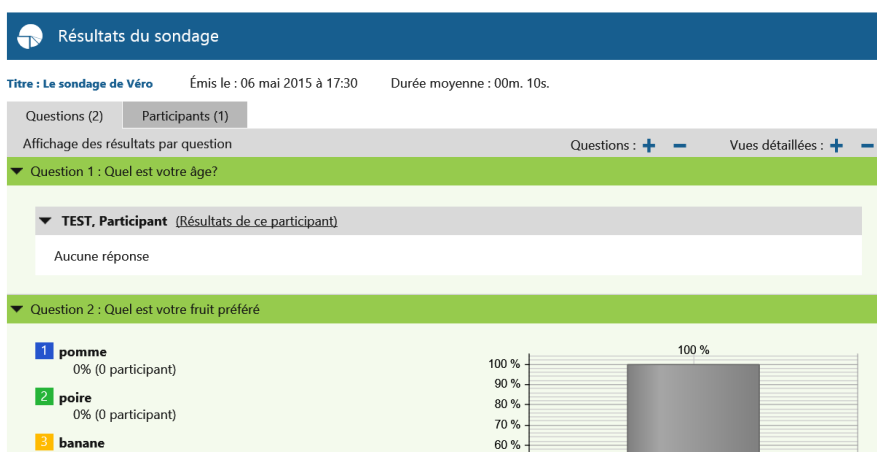 Résultats du sondage
Titre : Le sondage de Véro Émis le : 06 mai 2015 à 17:30 Durée moyenne : 00m. 10s.
Questions (2) Participants (1)
Affichage des résultats par question Questions : + − Vues détaillées : + −
Question 1 : Quel est votre âge?
TEST, Participant (Résultats de ce participant)
Aucune réponse
Question 2 : Quel est votre fruit préféré
1 pomme
0% (0 participant)
2 poire
0% (0 participant)
3 banane
100 %
100 %
90 %
80 %
70 %
60 %